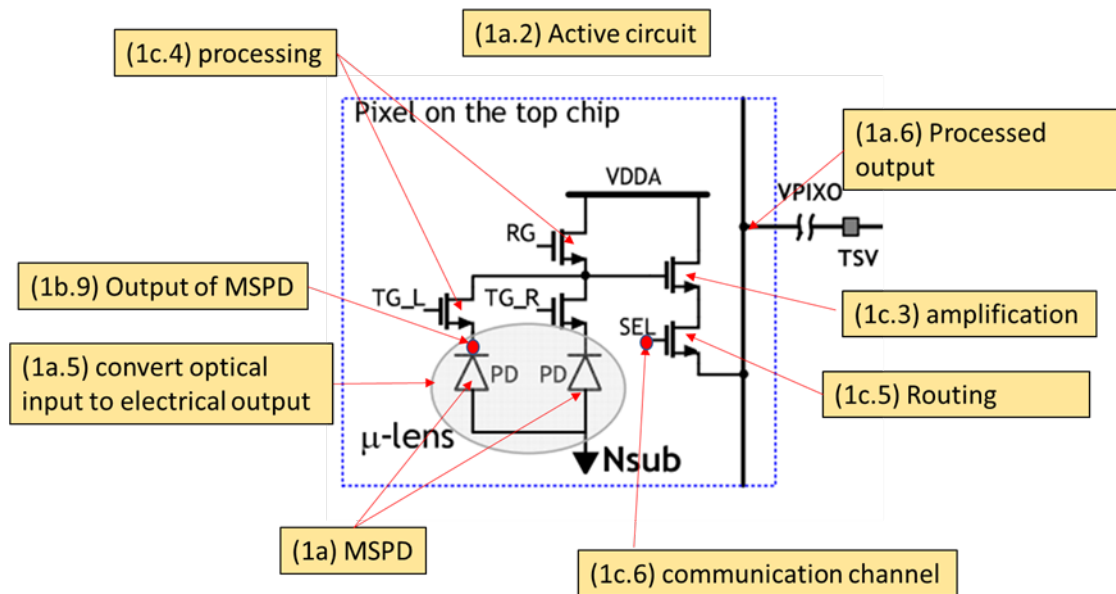 (1a.2) Active circuit
(1c.4) processing
Pixel on the top chip
(1a.6) Processed
output
VDDA
VPIXO
RG
TSV
(1b.9) Output of MSPD
TG_L
TG_R
(1c.3) amplification
SEL
(1a.5) convert optical
input to electrical output
PD
PD
(1c.5) Routing
μ-lens
Nsub
(1a) MSPD
(1c.6) communication channel